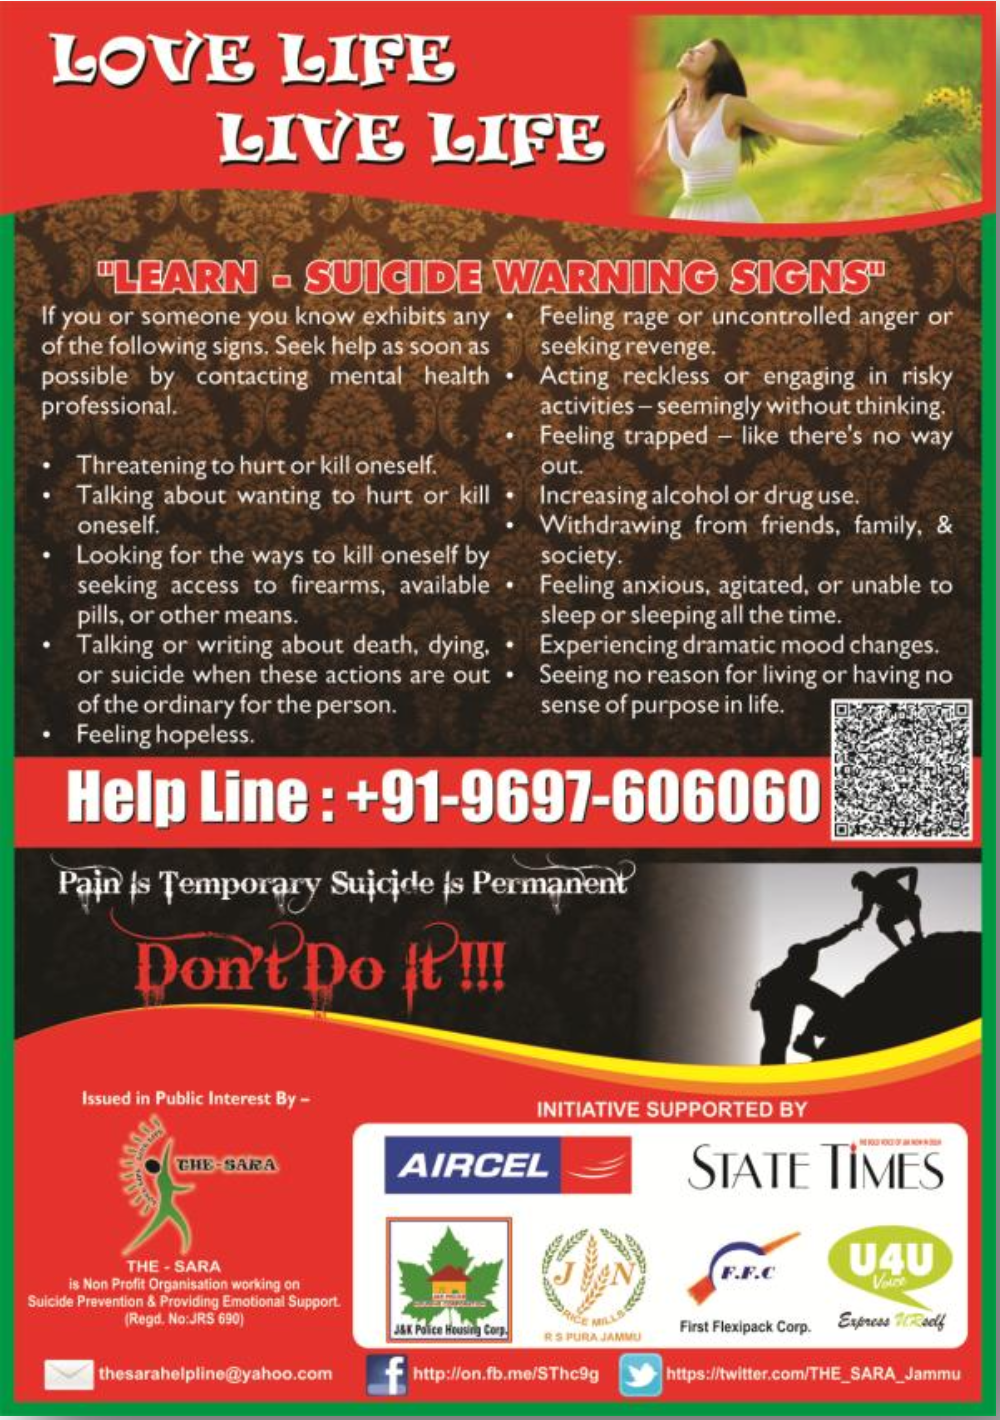 LOVE LIFE
LIVE LIFE
"LEARN - SUICIDE WARNING SIGNS"
If you or someone you know exhibits any
of the following signs. Seek help as soon as
possible by contacting mental health
professional.
• Threatening to hurt or kill oneself.
• Talking about wanting to hurt or kill
oneself.
• Looking for the ways to kill oneself by
seeking access to firearms, available
pills, or other means.
• Talking or writing about death, dying,
or suicide when these actions are out
of the ordinary for the person.
• Feeling hopeless.
• Feeling rage or uncontrolled anger or
seeking revenge.
• Acting reckless or engaging in risky
activities – seemingly without thinking.
• Feeling trapped – like there's no way
out.
• Increasing alcohol or drug use.
• Withdrawing from friends, family, &
society.
• Feeling anxious, agitated, or unable to
sleep or sleeping all the time.
• Experiencing dramatic mood changes.
• Seeing no reason for living or having no
sense of purpose in life.
Help Line : +91-9697-606060
Pain is Temporary Suicide is Permanent
Don't Do it !!!
Issued in Public Interest By –
THE-SARA
THE - SARA
is Non Profit Organisation working on
Suicide Prevention & Providing Emotional Support.
(Regd. No:JRS 690)
INITIATIVE SUPPORTED BY
AIRCEL
STATE TIMES
J&K Police Housing Corp.
J N
RICE MILLS
R S PURA JAMMU
F.F.C
First Flexipack Corp.
U4U
Voice
Express URself
thesarahelpline@yahoo.com
f
http://on.fb.me/SThc9g
https://twitter.com/THE_SARA_Jammu